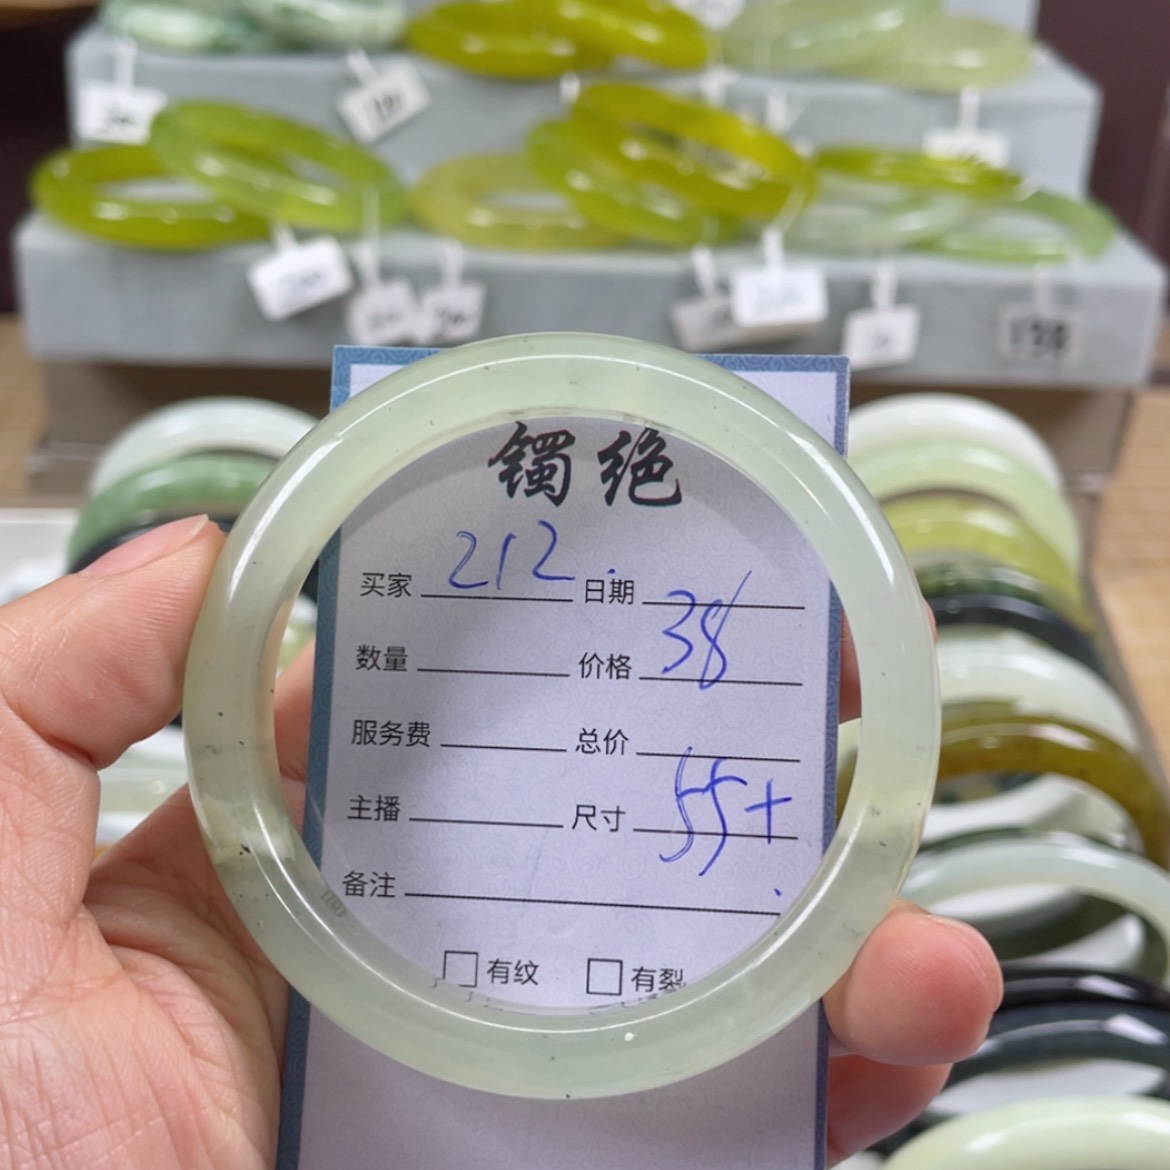 138
镯绝
买家 212. 日期
数量 价格 38
服务费 总价
主播 尺寸 55+
备注
有纹 有裂